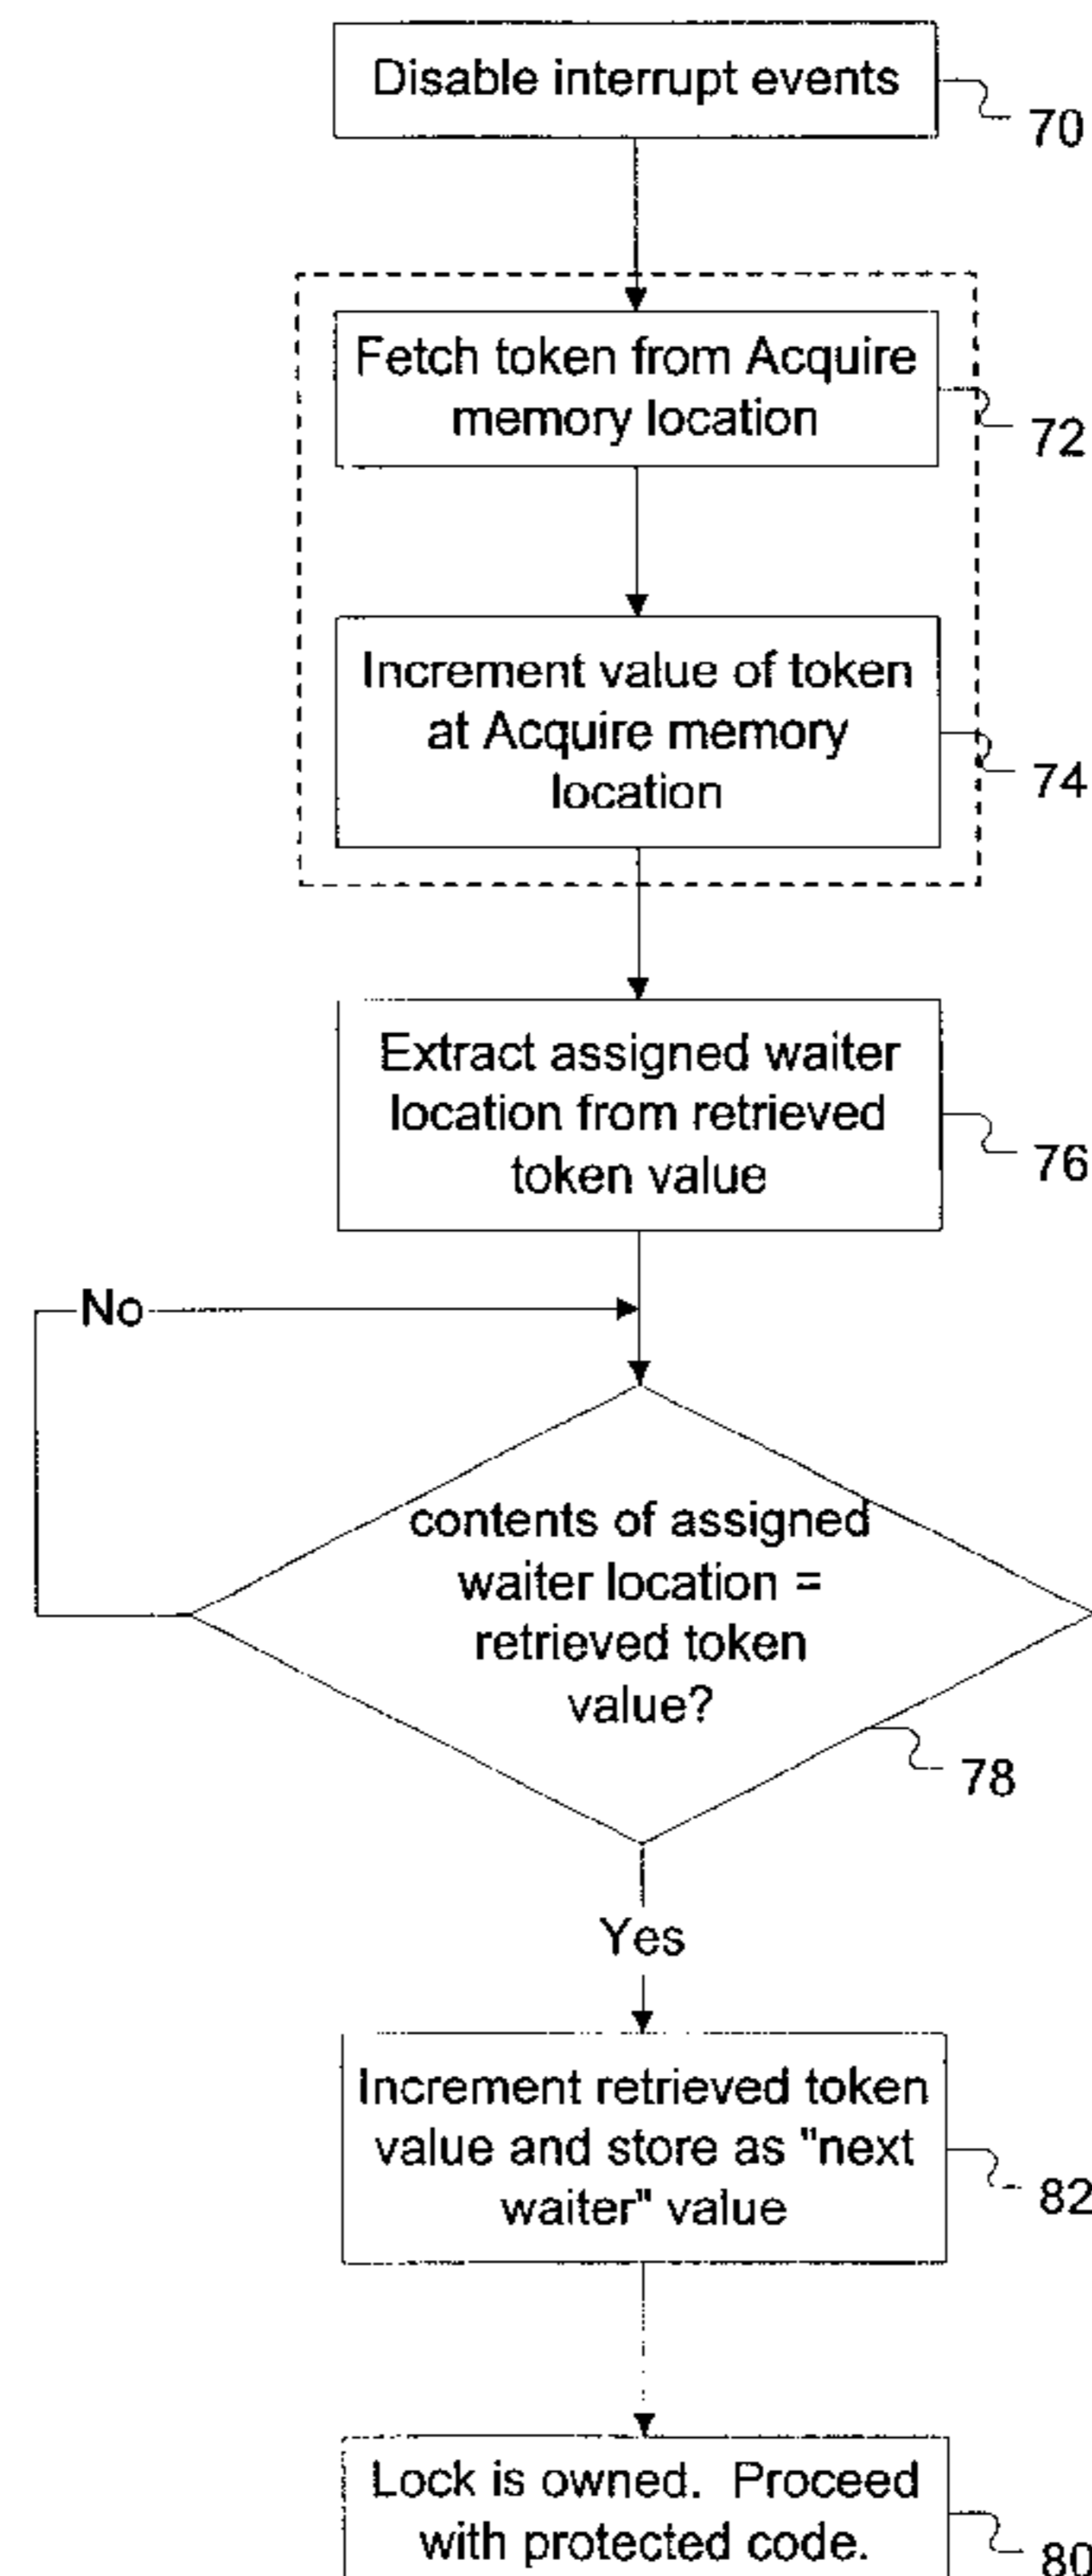 Disable interrupt events
70
Fetch token from Acquire
memory location
72
Increment value of token
at Acquire memory
location
74
Extract assigned waiter
location from retrieved
token value
76
No
contents of assigned
waiter location =
retrieved token
value?
78
Yes
Increment retrieved token
value and store as "next
waiter" value
82
Lock is owned. Proceed
with protected code.
80